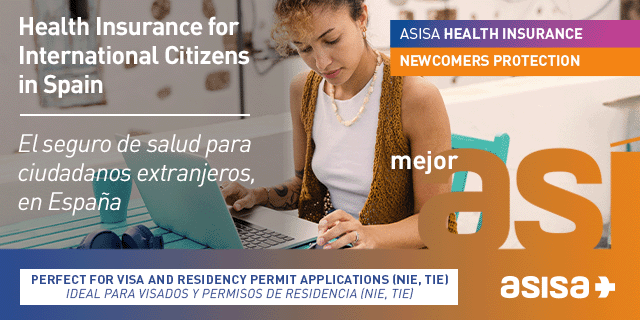 Health Insurance for
International Citizens
in Spain
El seguro de salud para
ciudadanos extranjeros,
en España
ASISA HEALTH INSURANCE
NEWCOMERS PROTECTION
mejor
así
PERFECT FOR VISA AND RESIDENCY PERMIT APPLICATIONS (NIE, TIE)
IDEAL PARA VISADOS Y PERMISOS DE RESIDENCIA (NIE, TIE)
asisa